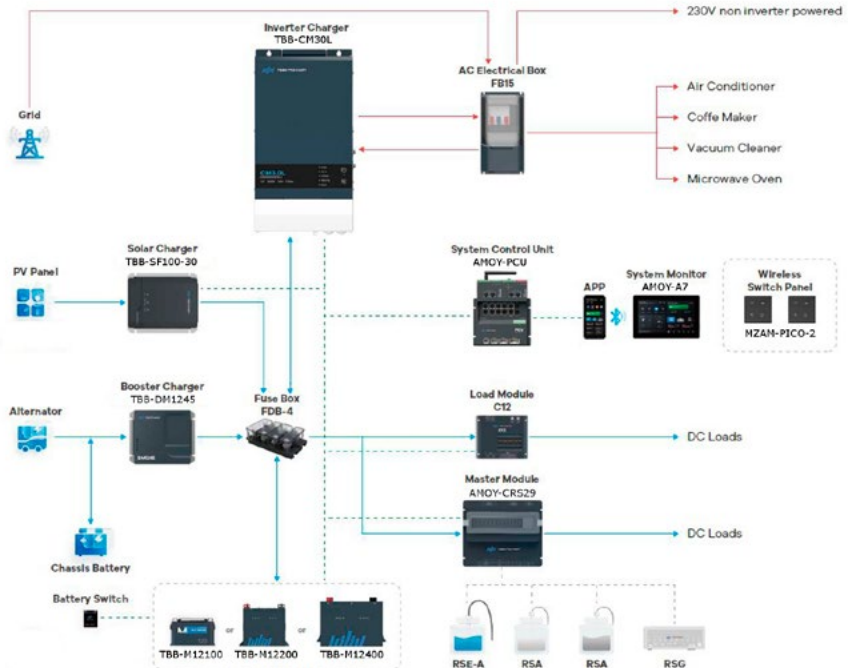 230V non inverter powered
Inverter Charger
TBB-CM30L
AC Electrical Box
FB15
Air Conditioner
Grid
Coffe Maker
Vacuum Cleaner
CM3.0L
Microwave Oven
Solar Charger
TBB-SF100-30
System Control Unit
AMOY-PCU
PV Panel
APP
System Monitor
AMOY-A7
Wireless
Switch Panel
MZAM-PICO-2
Booster Charger
TBB-DM1245
Alternator
Fuse Box
FDB-4
Load Module
C12
DC Loads
Master Module
AMOY-CRS29
DC Loads
Chassis Battery
Battery Switch
TBB-M12100
or
TBB-M12200
or
TBB-M12400
RSE-A
RSA
RSA
RSG